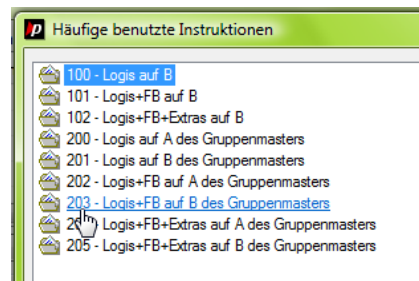 Häufige benutzte Instruktionen
100 - Logis auf B
101 - Logis+FB auf B
102 - Logis+FB+Extras auf B
200 - Logis auf A des Gruppenmasters
201 - Logis auf B des Gruppenmasters
202 - Logis+FB auf A des Gruppenmasters
203 - Logis+FB auf B des Gruppenmasters
Logis+FB+Extras auf A des Gruppenmasters
205 - Logis+FB+Extras auf B des Gruppenmasters